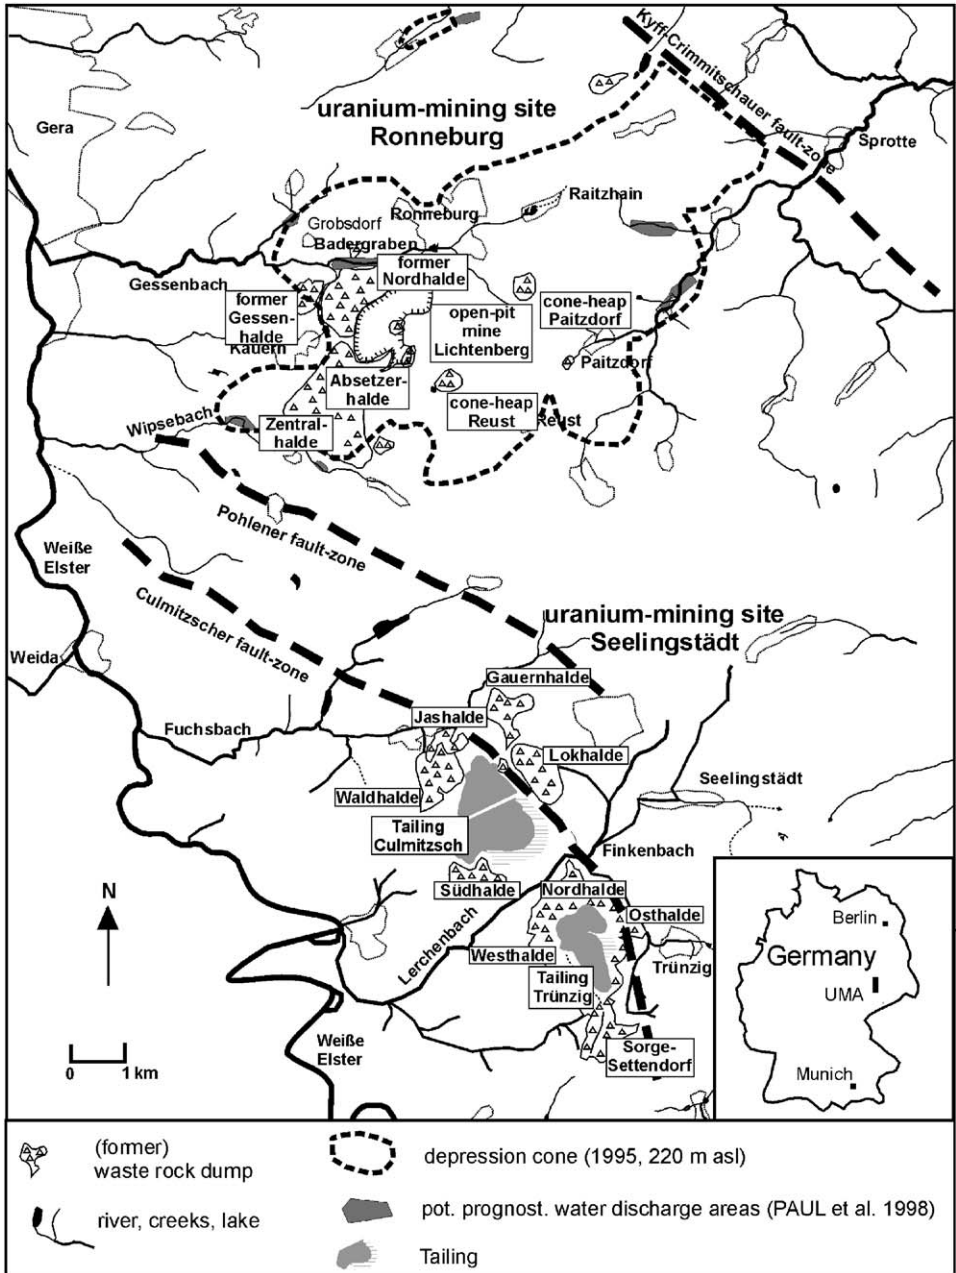 Kyff.Crimmitschauer fault-zone
uranium-mining site
Ronneburg
Gera
Sprotte
Raitzhain
Ronneburg
Grobsdorf
Badergraben
former
Nordhalde
Gessenbach
former
Gessen-
halde
cone-heap
Paitzdorf
open-pit
mine
Lichtenberg
Kauern
Paitzdorf
Absetzer-
halde
cone-heap
Reust
Reust
Wipsebach
Zentral-
halde
Pohlener fault-zone
Weiße
Elster
Culmitzscher fault-zone
uranium-mining site
Seelingstädt
Weida
Gauernhalde
Jashalde
Fuchsbach
Lokhalde
Seelingstädt
Waldhalde
Tailing
Culmitzsch
Finkenbach
Südhalde
Nordhalde
Osthalde
N
Lerchenbach
Westhalde
Trünzig
Tailing
Trünzig
Weiße
Elster
Sorge-
Settendorf
0 1 km
Berlin
Germany
UMA
Munich
(former)
waste rock dump
depression cone (1995, 220 m asl)
river, creeks, lake
pot. prognost. water discharge areas (PAUL et al. 1998)
Tailing